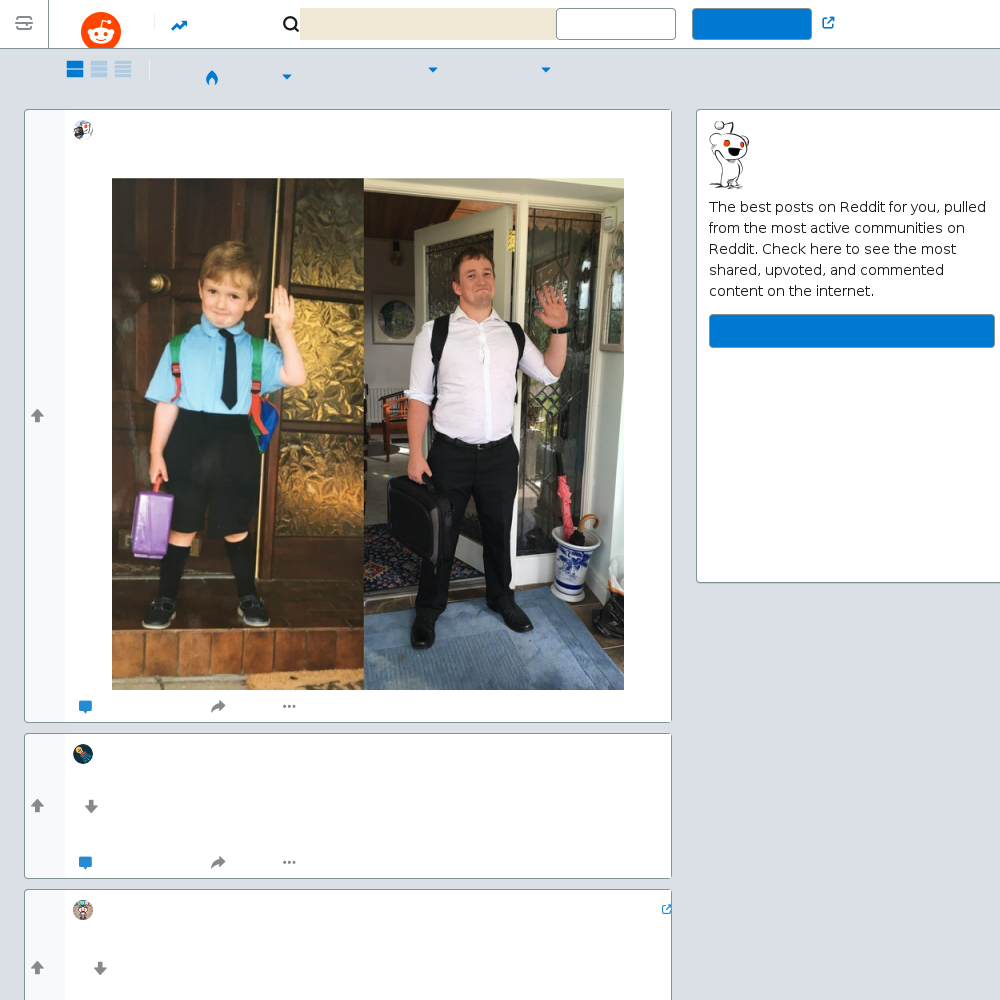 The best posts on Reddit for you, pulled
from the most active communities on
Reddit. Check here to see the most
shared, upvoted, and commented
content on the internet.